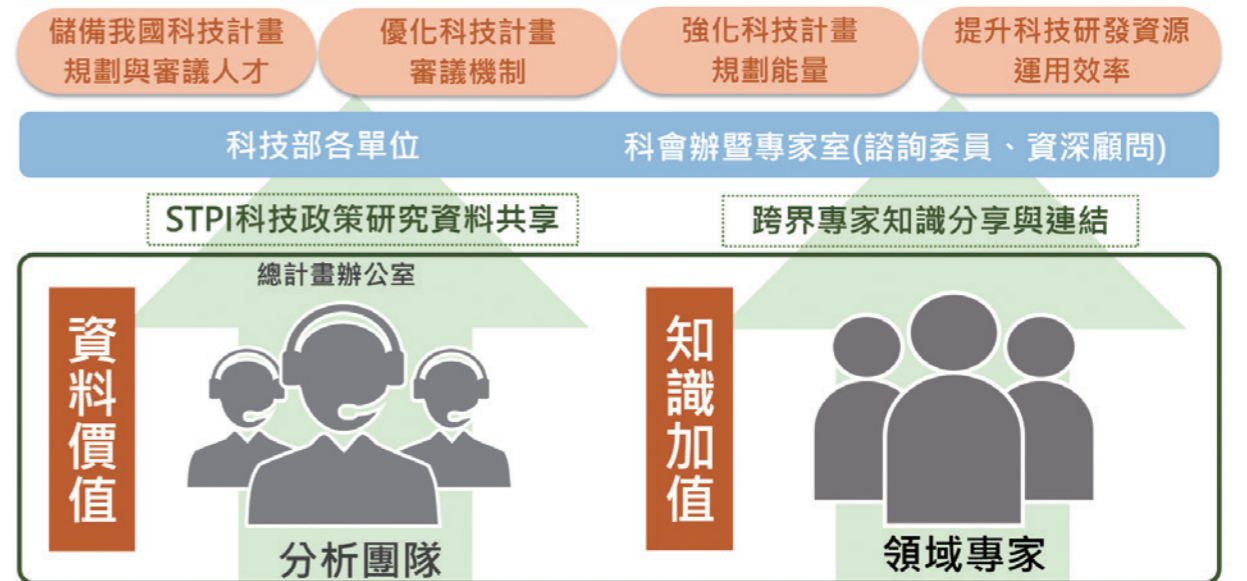 儲備我國科技計畫
規劃與審議人才
優化科技計畫
審議機制
強化科技計畫
規劃能量
提升科技研發資源
運用效率
科技部各單位
科會辦暨專家室(諮詢委員、資深顧問)
STPI科技政策研究資料共享
跨界專家知識分享與連結
總計畫辦公室
資料價值
分析團隊
知識加值
領域專家